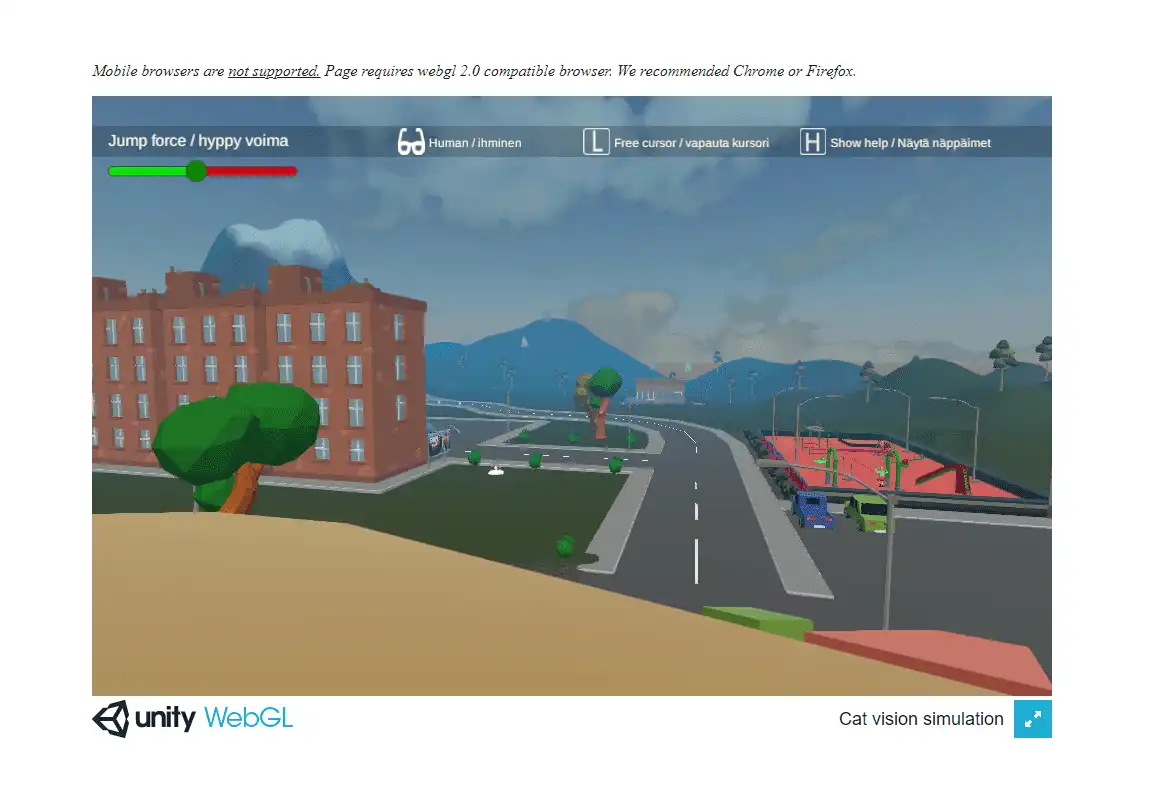 Mobile browsers are not supported. Page requires webgl 2.0 compatible browser. We recommended Chrome or Firefox.
Jump force / hyppy voima
Human / ihminen
L Free cursor / vapauta kursori
H Show help / Näytä näppäimet
unity WebGL
Cat vision simulation